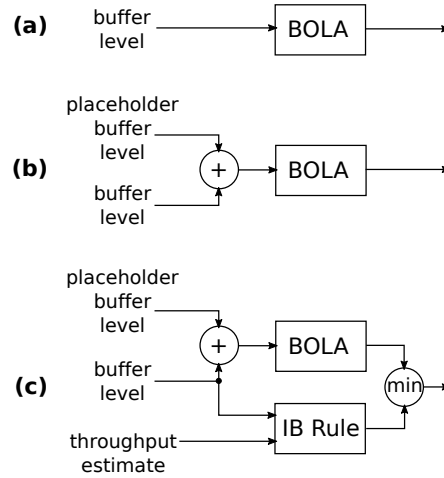 (a)
buffer
level
BOLA
(b)
placeholder
buffer
level
+
buffer
level
BOLA
(c)
placeholder
buffer
level
+
BOLA
buffer
level
min
IB Rule
throughput
estimate